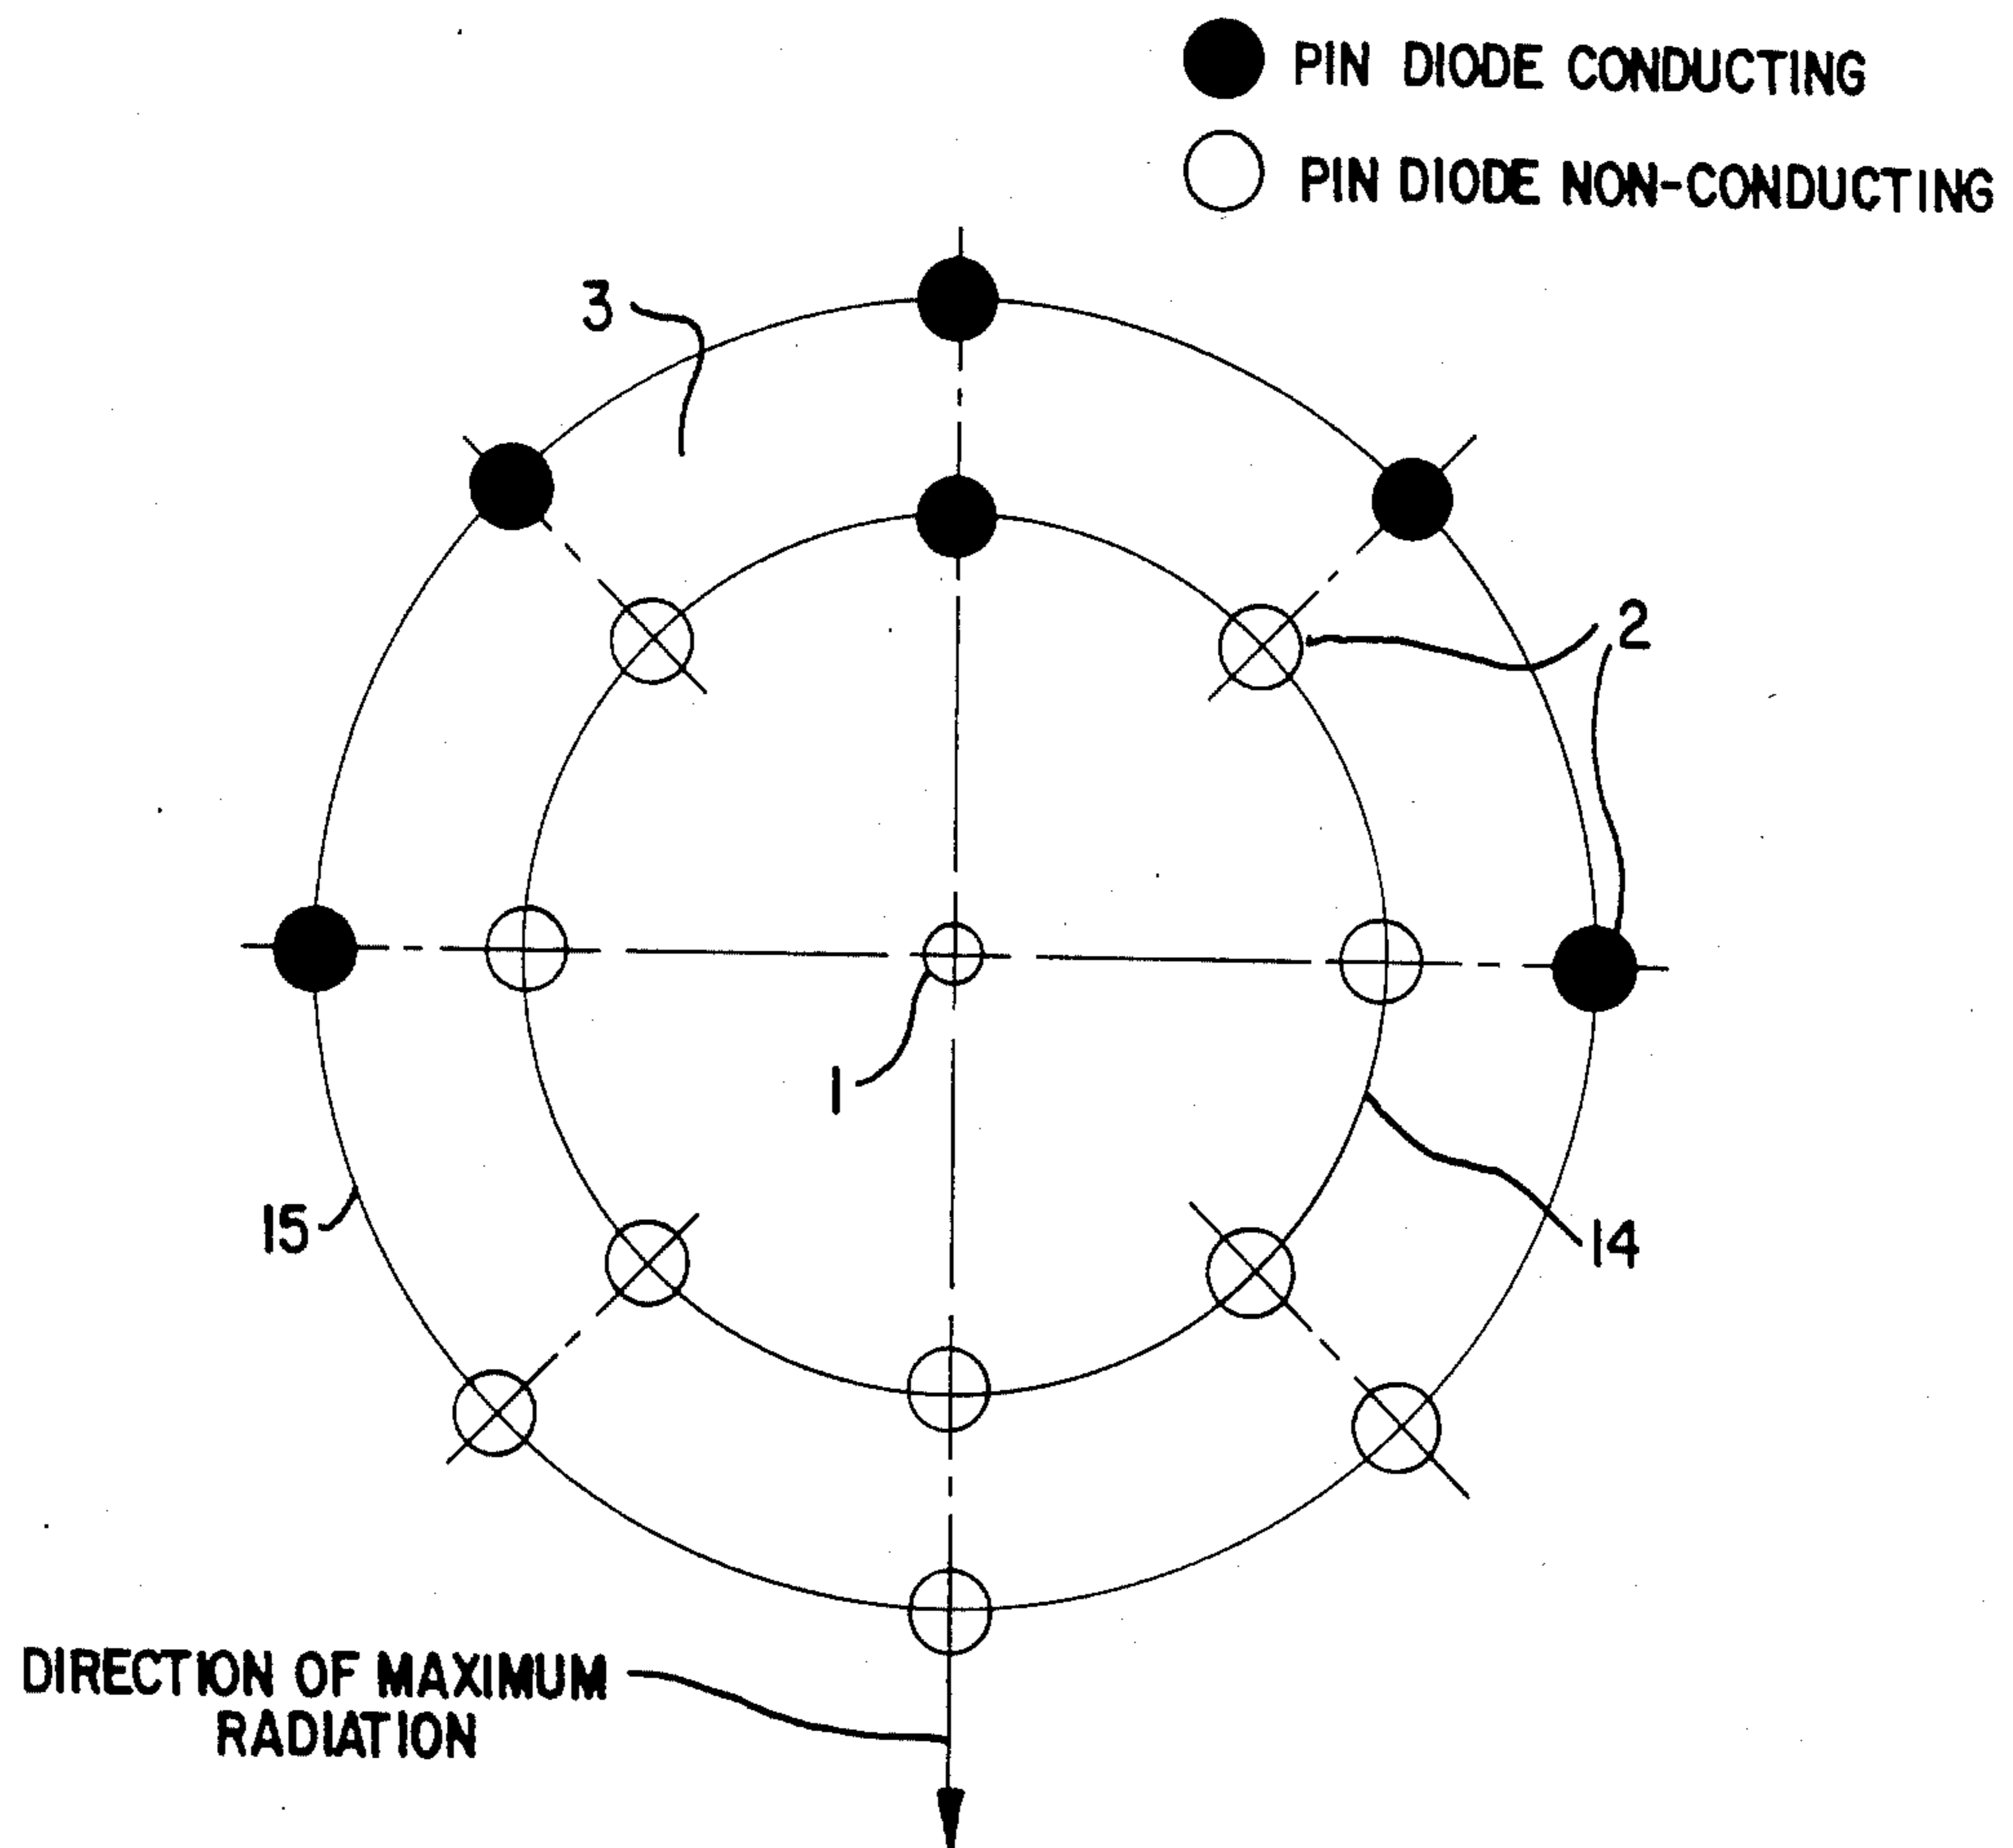 PIN DIODE CONDUCTING
PIN DIODE NON-CONDUCTING
3
2
1
15
14
DIRECTION OF MAXIMUM
RADIATION